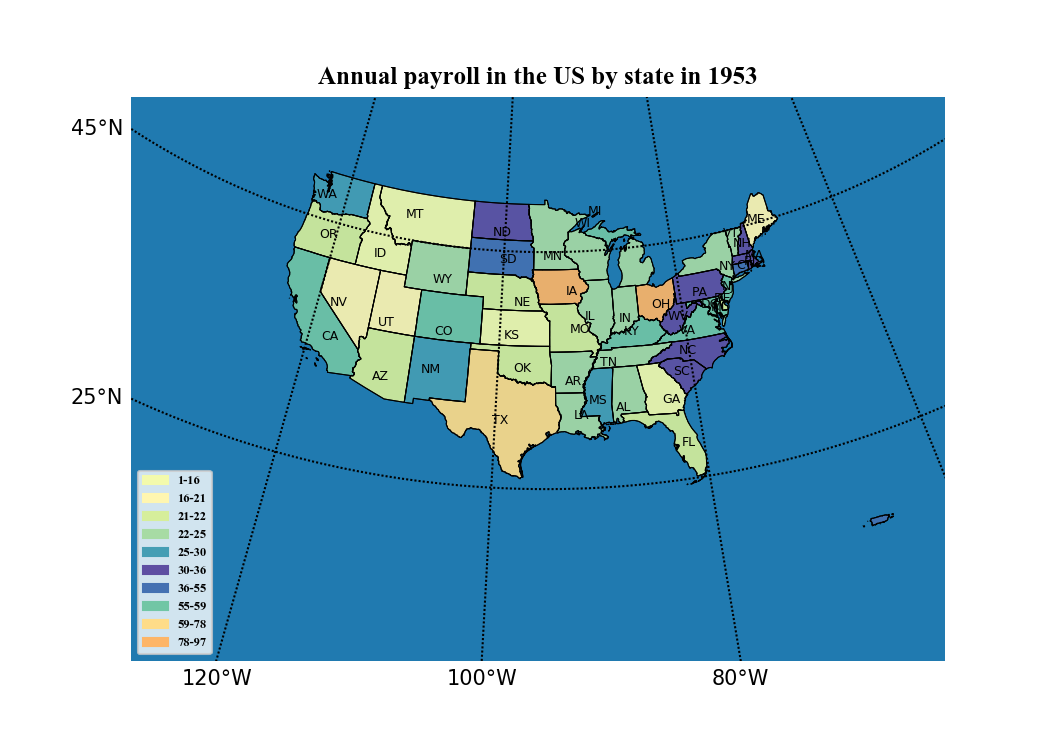 Annual payroll in the US by state in 1953
45°N
25°N
120°W
100°W
80°W
WA
OR
CA
NV
ID
MT
UT
AZ
WY
CO
NM
ND
SD
NE
KS
OK
TX
MN
IA
MO
AR
LA
WI
MI
IL
IN
KY
TN
MS
AL
GA
FL
OH
WV
VA
NC
SC
PA
NY
NH
ME
1-16
16-21
21-22
22-25
25-30
30-36
36-55
55-59
59-78
78-97